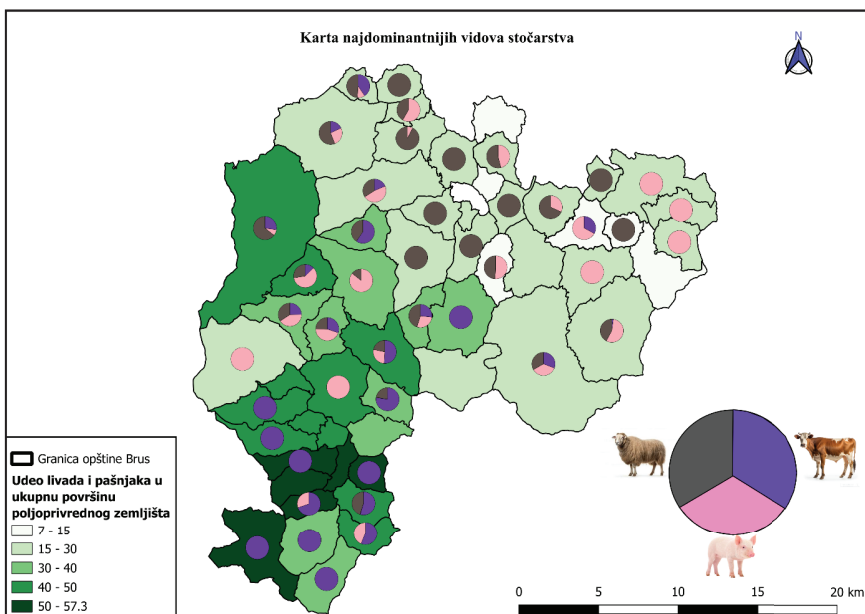 Karta najdominantnijih vidova stočarstva
N
Granica opštine Brus
Udeo livada i pašnjaka u
ukupnu površinu
poljoprivrednog zemljišta
7 - 15
15 - 30
30 - 40
40 - 50
50 - 57.3
0 5 10 15 20 km